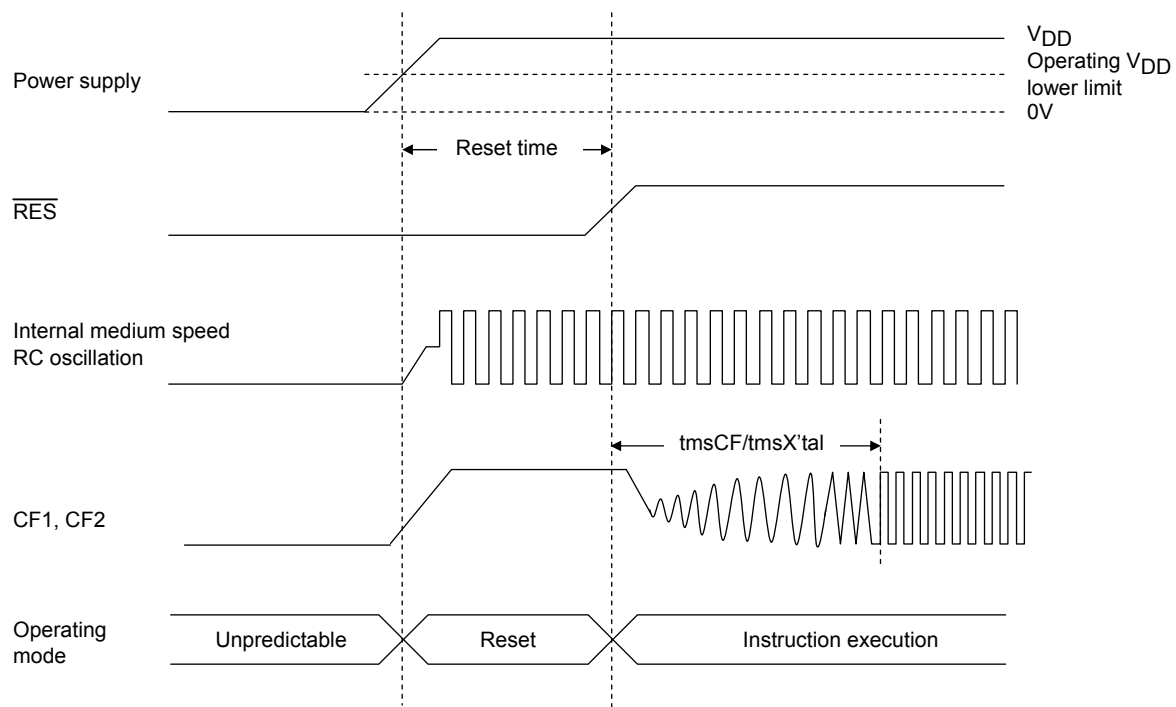 VDD
Operating VDD
lower limit
0V
Power supply
Reset time
RES
Internal medium speed
RC oscillation
tmsCF/tmsX'tal
CF1, CF2
Operating
mode
Unpredictable
Reset
Instruction execution